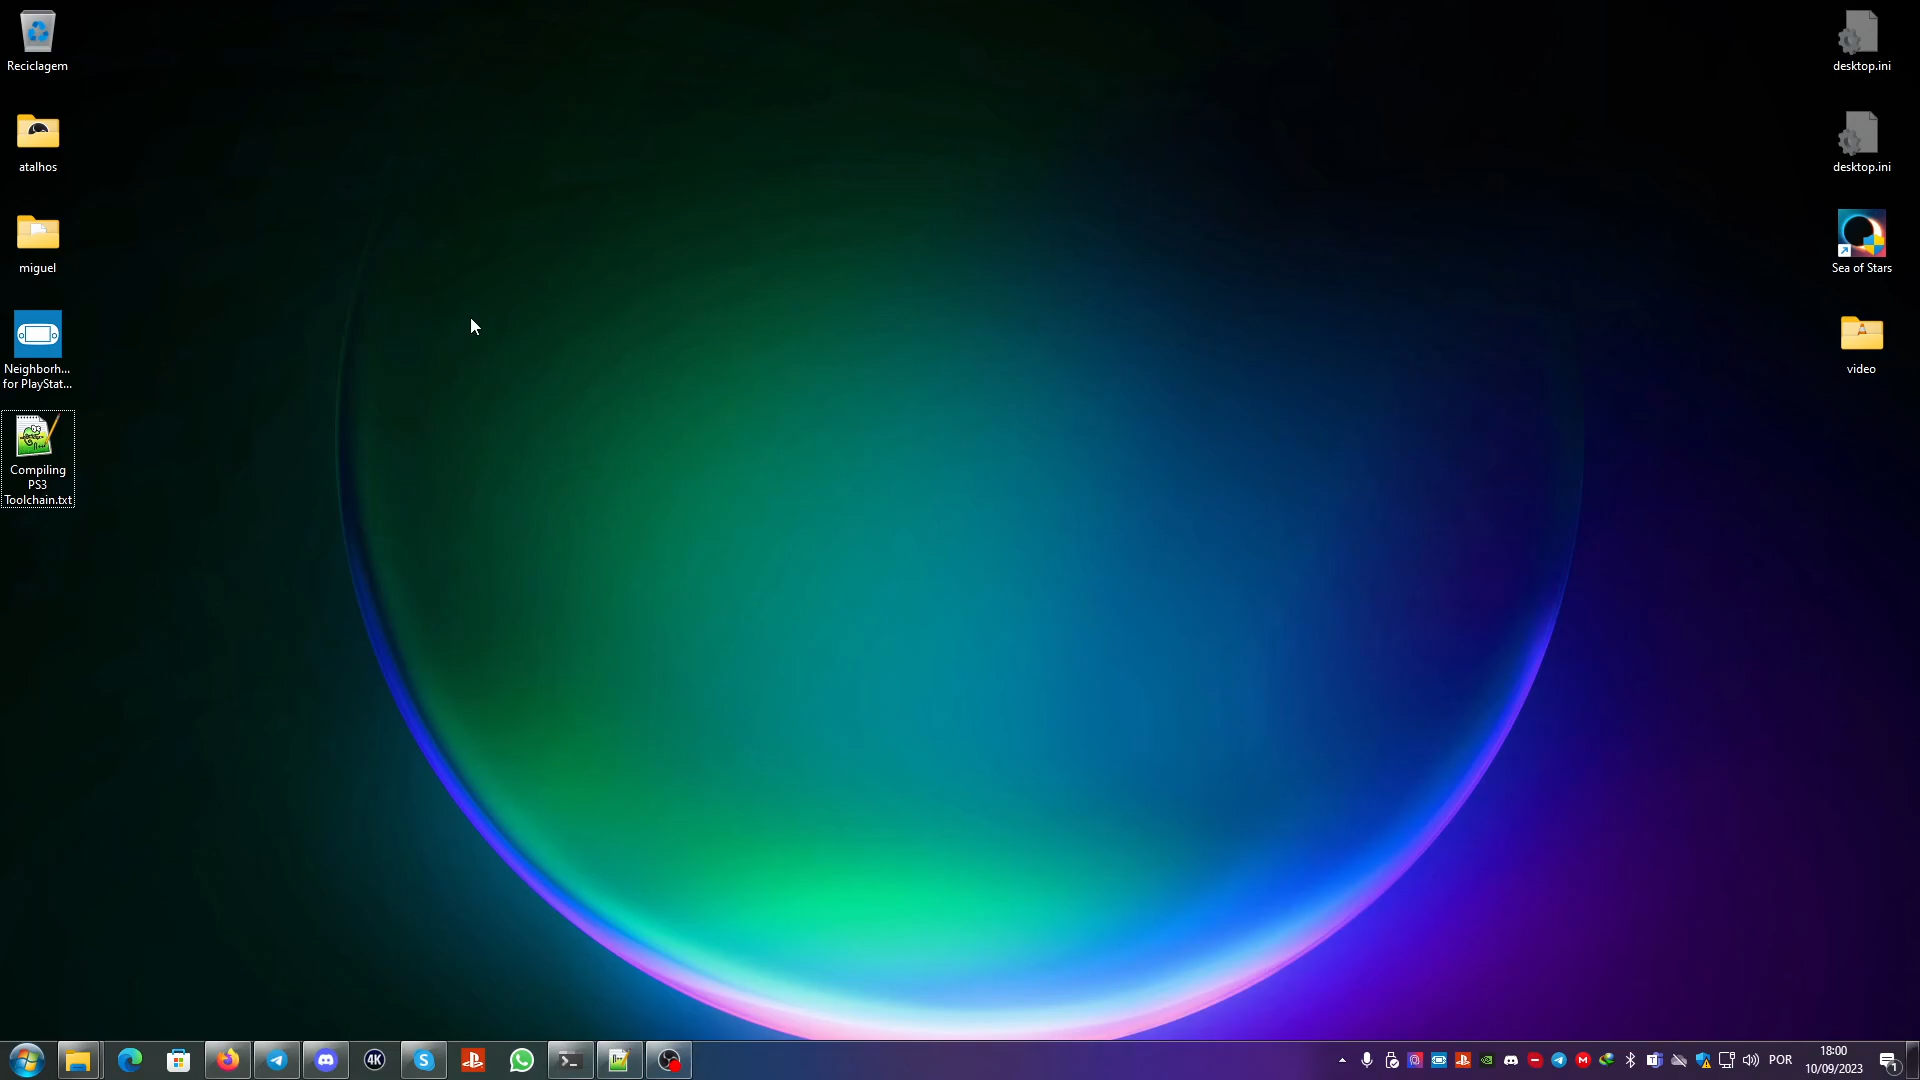 Reciclagem
atalhos
miguel
Neighborh...
for PlayStat...
Compiling
PS3
Toolchain.txt
desktop.ini
desktop.ini
Sea of Stars
video
4K
POR
18:00
10/09/2023
1